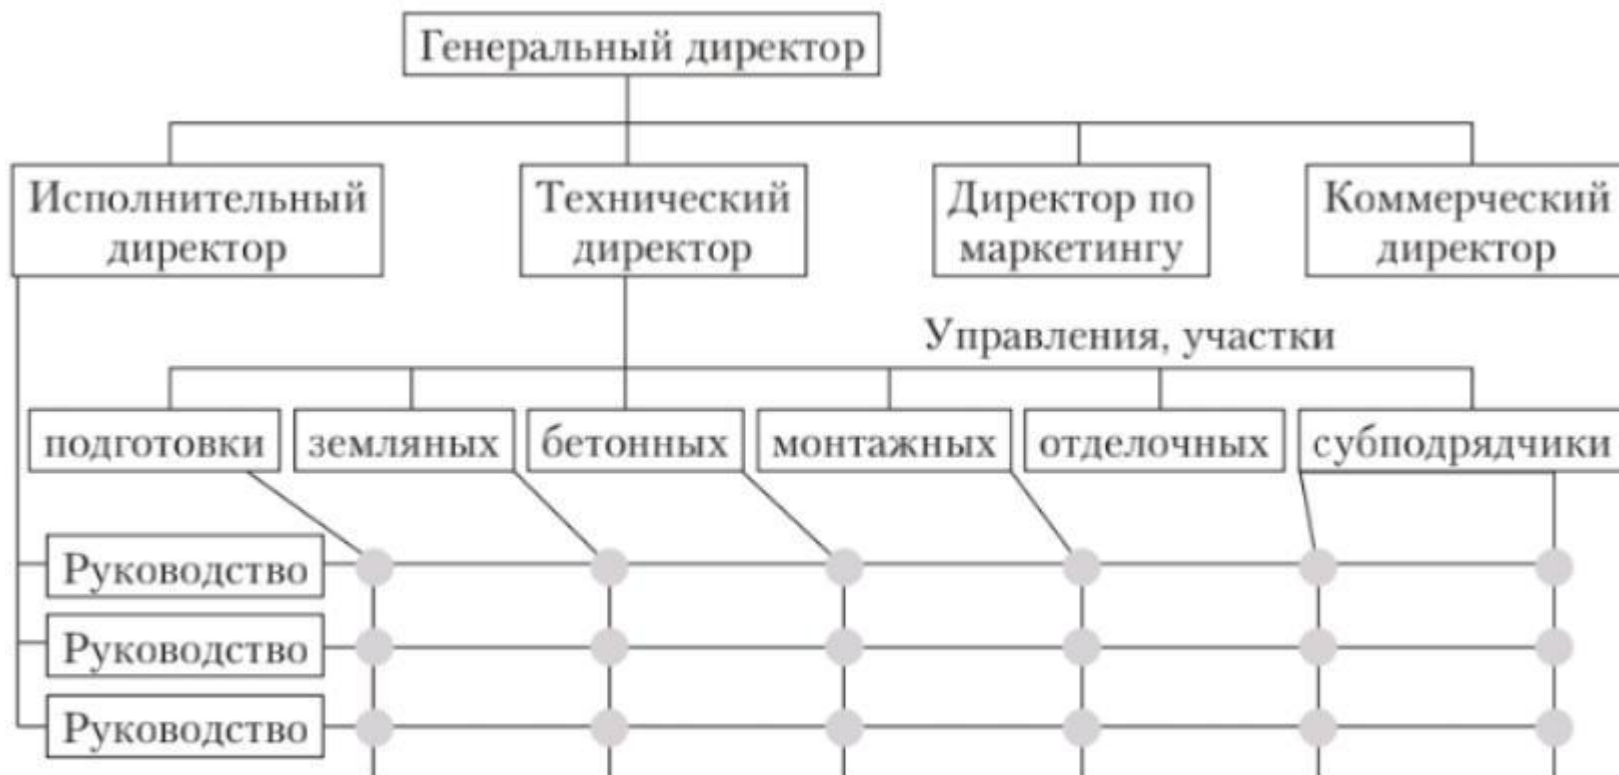 Генеральный директор
Исполнительный
директор
Технический
директор
Директор по
маркетингу
Коммерческий
директор
Управления, участки
подготовки
земляных
бетонных
монтажных
отделочных
субподрядчики
Руководство
Руководство
Руководство